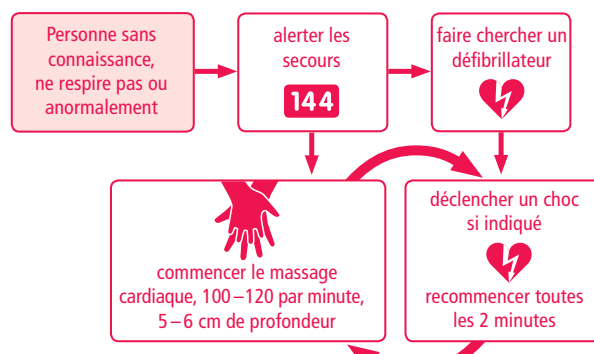 Personne sans
connaissance,
ne respire pas ou
anormalement
alerter les
secours
144
faire chercher un
défibrillateur
commencer le massage
cardiaque, 100–120 par minute,
5–6 cm de profondeur
déclencher un choc
si indiqué
recommencer toutes
les 2 minutes